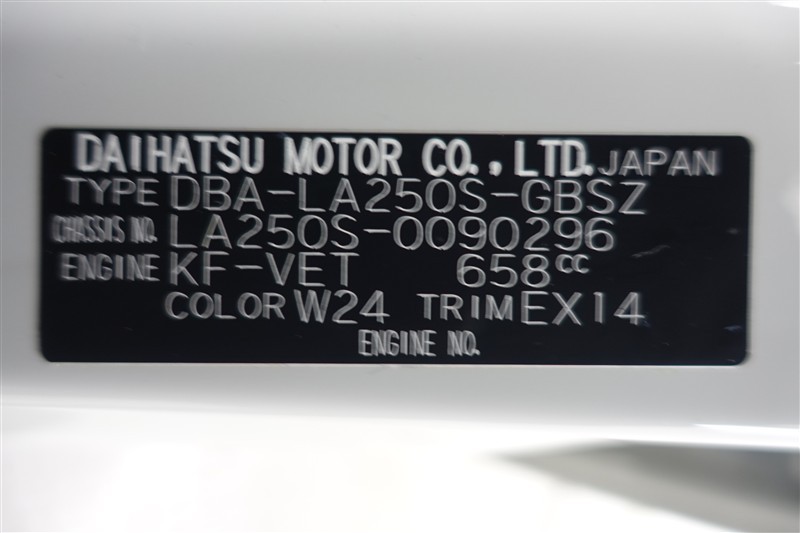 DAIHATSU MOTOR CO., LTD. JAPAN
TYPE DBA-LA250S-GBSZ
CHASSIS NO. LA250S-0090296
ENGINE KF-VET 658CC
COLOR W24 TRIM EX14
ENGINE NO.